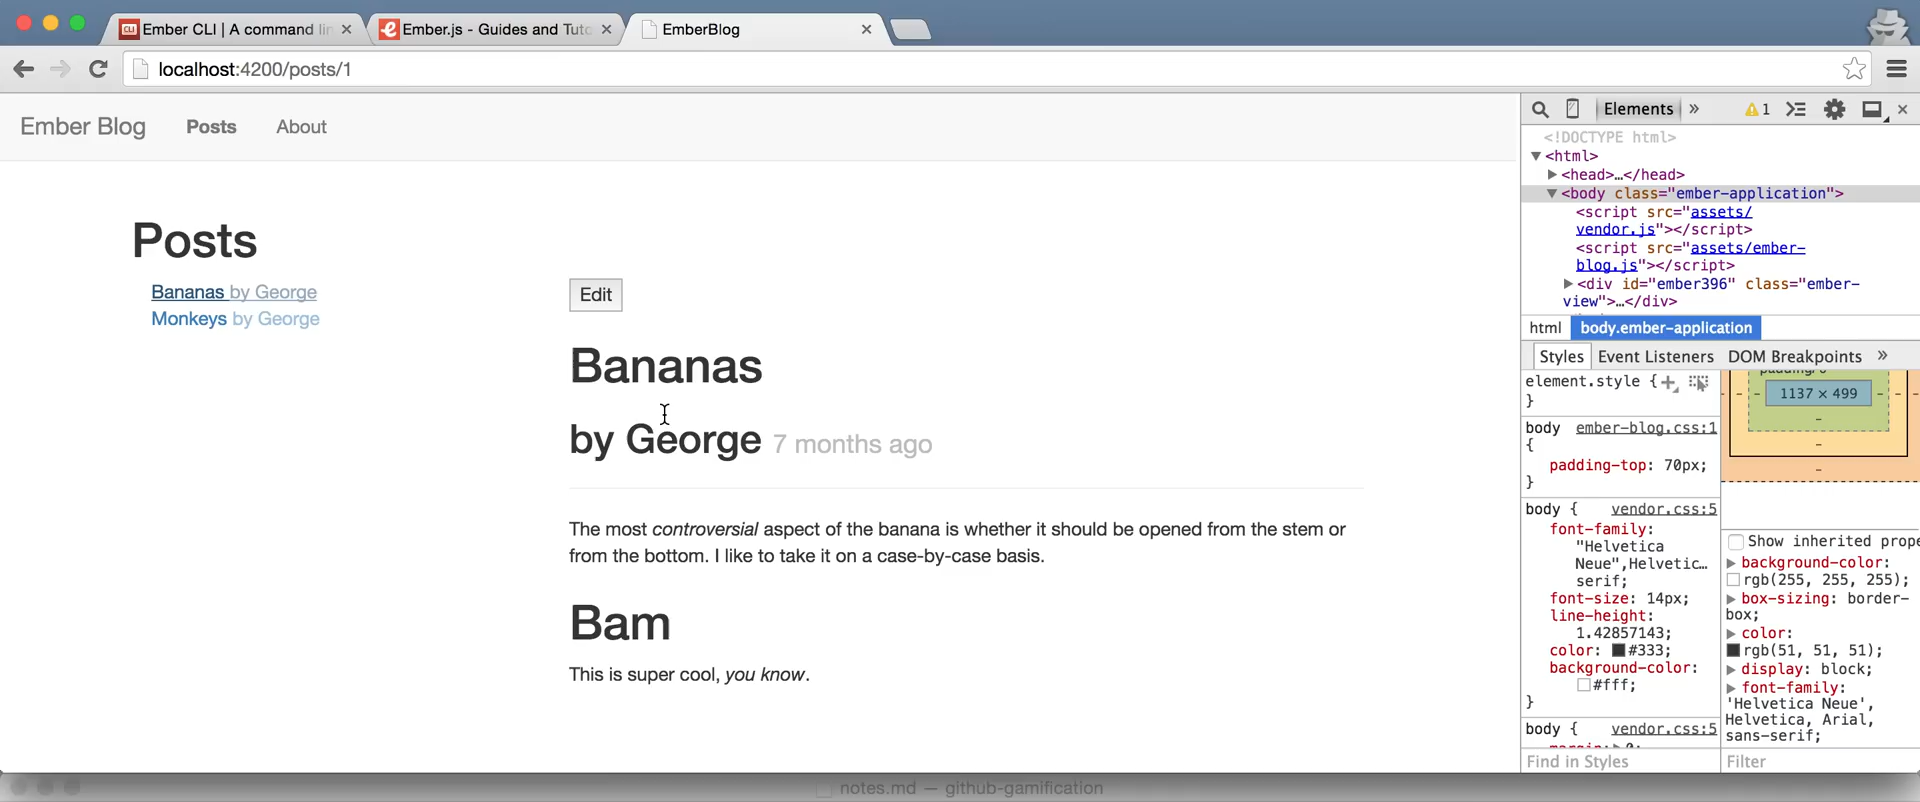 Ember CLI | A command lin
Ember.js - Guides and Tuto
EmberBlog
localhost:4200/posts/1
Ember Blog
Posts
About
Posts
Bananas by George
Monkeys by George
Edit
Bananas
by George 7 months ago
The most controversial aspect of the banana is whether it should be opened from the stem or
from the bottom. I like to take it on a case-by-case basis.
Bam
This is super cool, you know.
Elements
1
<!DOCTYPE html>
<html>
<head>…</head>
<body class="ember-application">
<script src="assets/
vendor.js"></script>
<script src="assets/ember-
blog.js"></script>
<div id="ember396" class="ember-
view">…</div>
html body.ember-application
Styles Event Listeners DOM Breakpoints
element.style {
}
body ember-blog.css:1
{
padding-top: 70px;
}
body { vendor.css:5
font-family:
"Helvetica
Neue",Helvetic…
serif;
font-size: 14px;
line-height:
1.42857143;
color: #333;
background-color:
#fff;
}
body { vendor.css:5
margin: 0;
Find in Styles
padding 0
1137 × 499
Show inherited prope
background-color:
rgb(255, 255, 255);
box-sizing: border-
box;
color:
rgb(51, 51, 51);
display: block;
font-family:
'Helvetica Neue',
Helvetica, Arial,
sans-serif;
Filter
notes.md — github-gamification